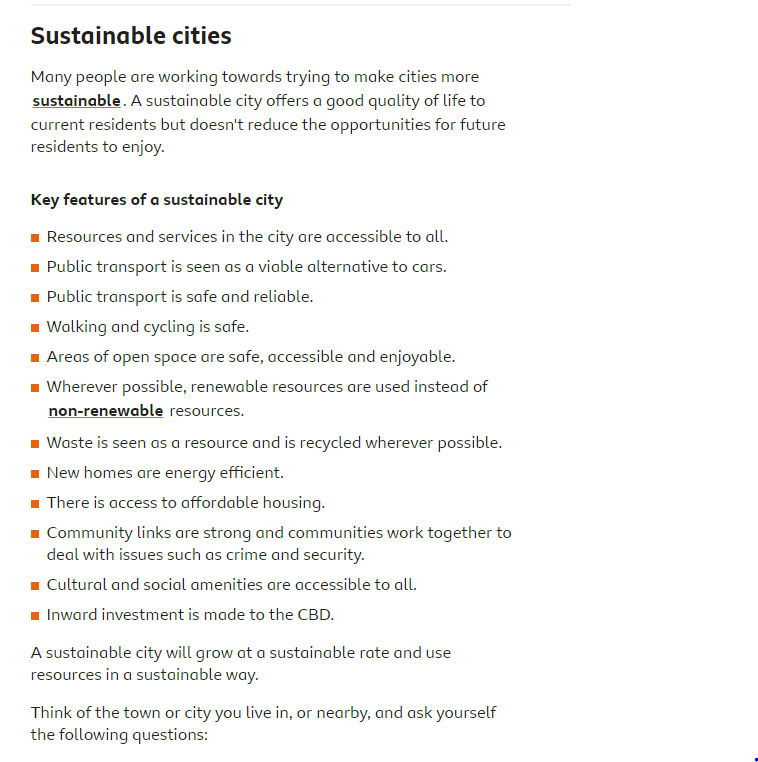 Sustainable cities
Many people are working towards trying to make cities more
sustainable. A sustainable city offers a good quality of life to
current residents but doesn't reduce the opportunities for future
residents to enjoy.
Key features of a sustainable city
Resources and services in the city are accessible to all.
Public transport is seen as a viable alternative to cars.
Public transport is safe and reliable.
Walking and cycling is safe.
Areas of open space are safe, accessible and enjoyable.
Wherever possible, renewable resources are used instead of
non-renewable resources.
Waste is seen as a resource and is recycled wherever possible.
New homes are energy efficient.
There is access to affordable housing.
Community links are strong and communities work together to
deal with issues such as crime and security.
Cultural and social amenities are accessible to all.
Inward investment is made to the CBD.
A sustainable city will grow at a sustainable rate and use
resources in a sustainable way.
Think of the town or city you live in, or nearby, and ask yourself
the following questions: